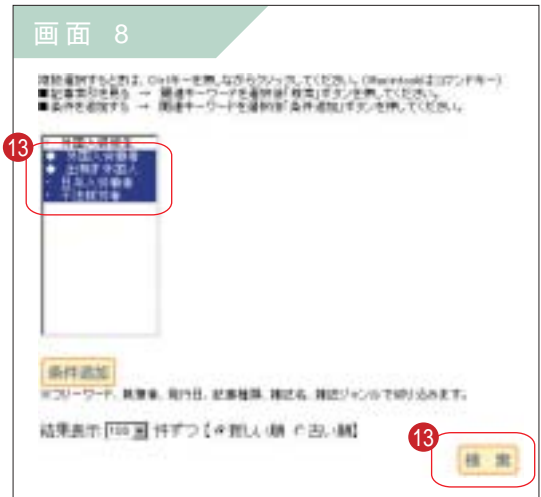 画面 8
複数選択するときは、Ctrlキーを押しながらクリックしてください。(Macintoshはコマンドキー)
■記事索引を見る → 関連キーワードを選択後「検索」ボタンを押してください。
■条件を追加する → 関連キーワードを選択後「条件追加」ボタンを押してください。
13
外国人労働者
出稼ぎ外国人
日系人労働者
不法就労者
条件追加
※フリーワード、執筆者、発行日、記事種類、雑誌名、雑誌ジャンルで絞り込めます。
結果表示 100 件ずつ【新しい順 古い順】
13
検 索